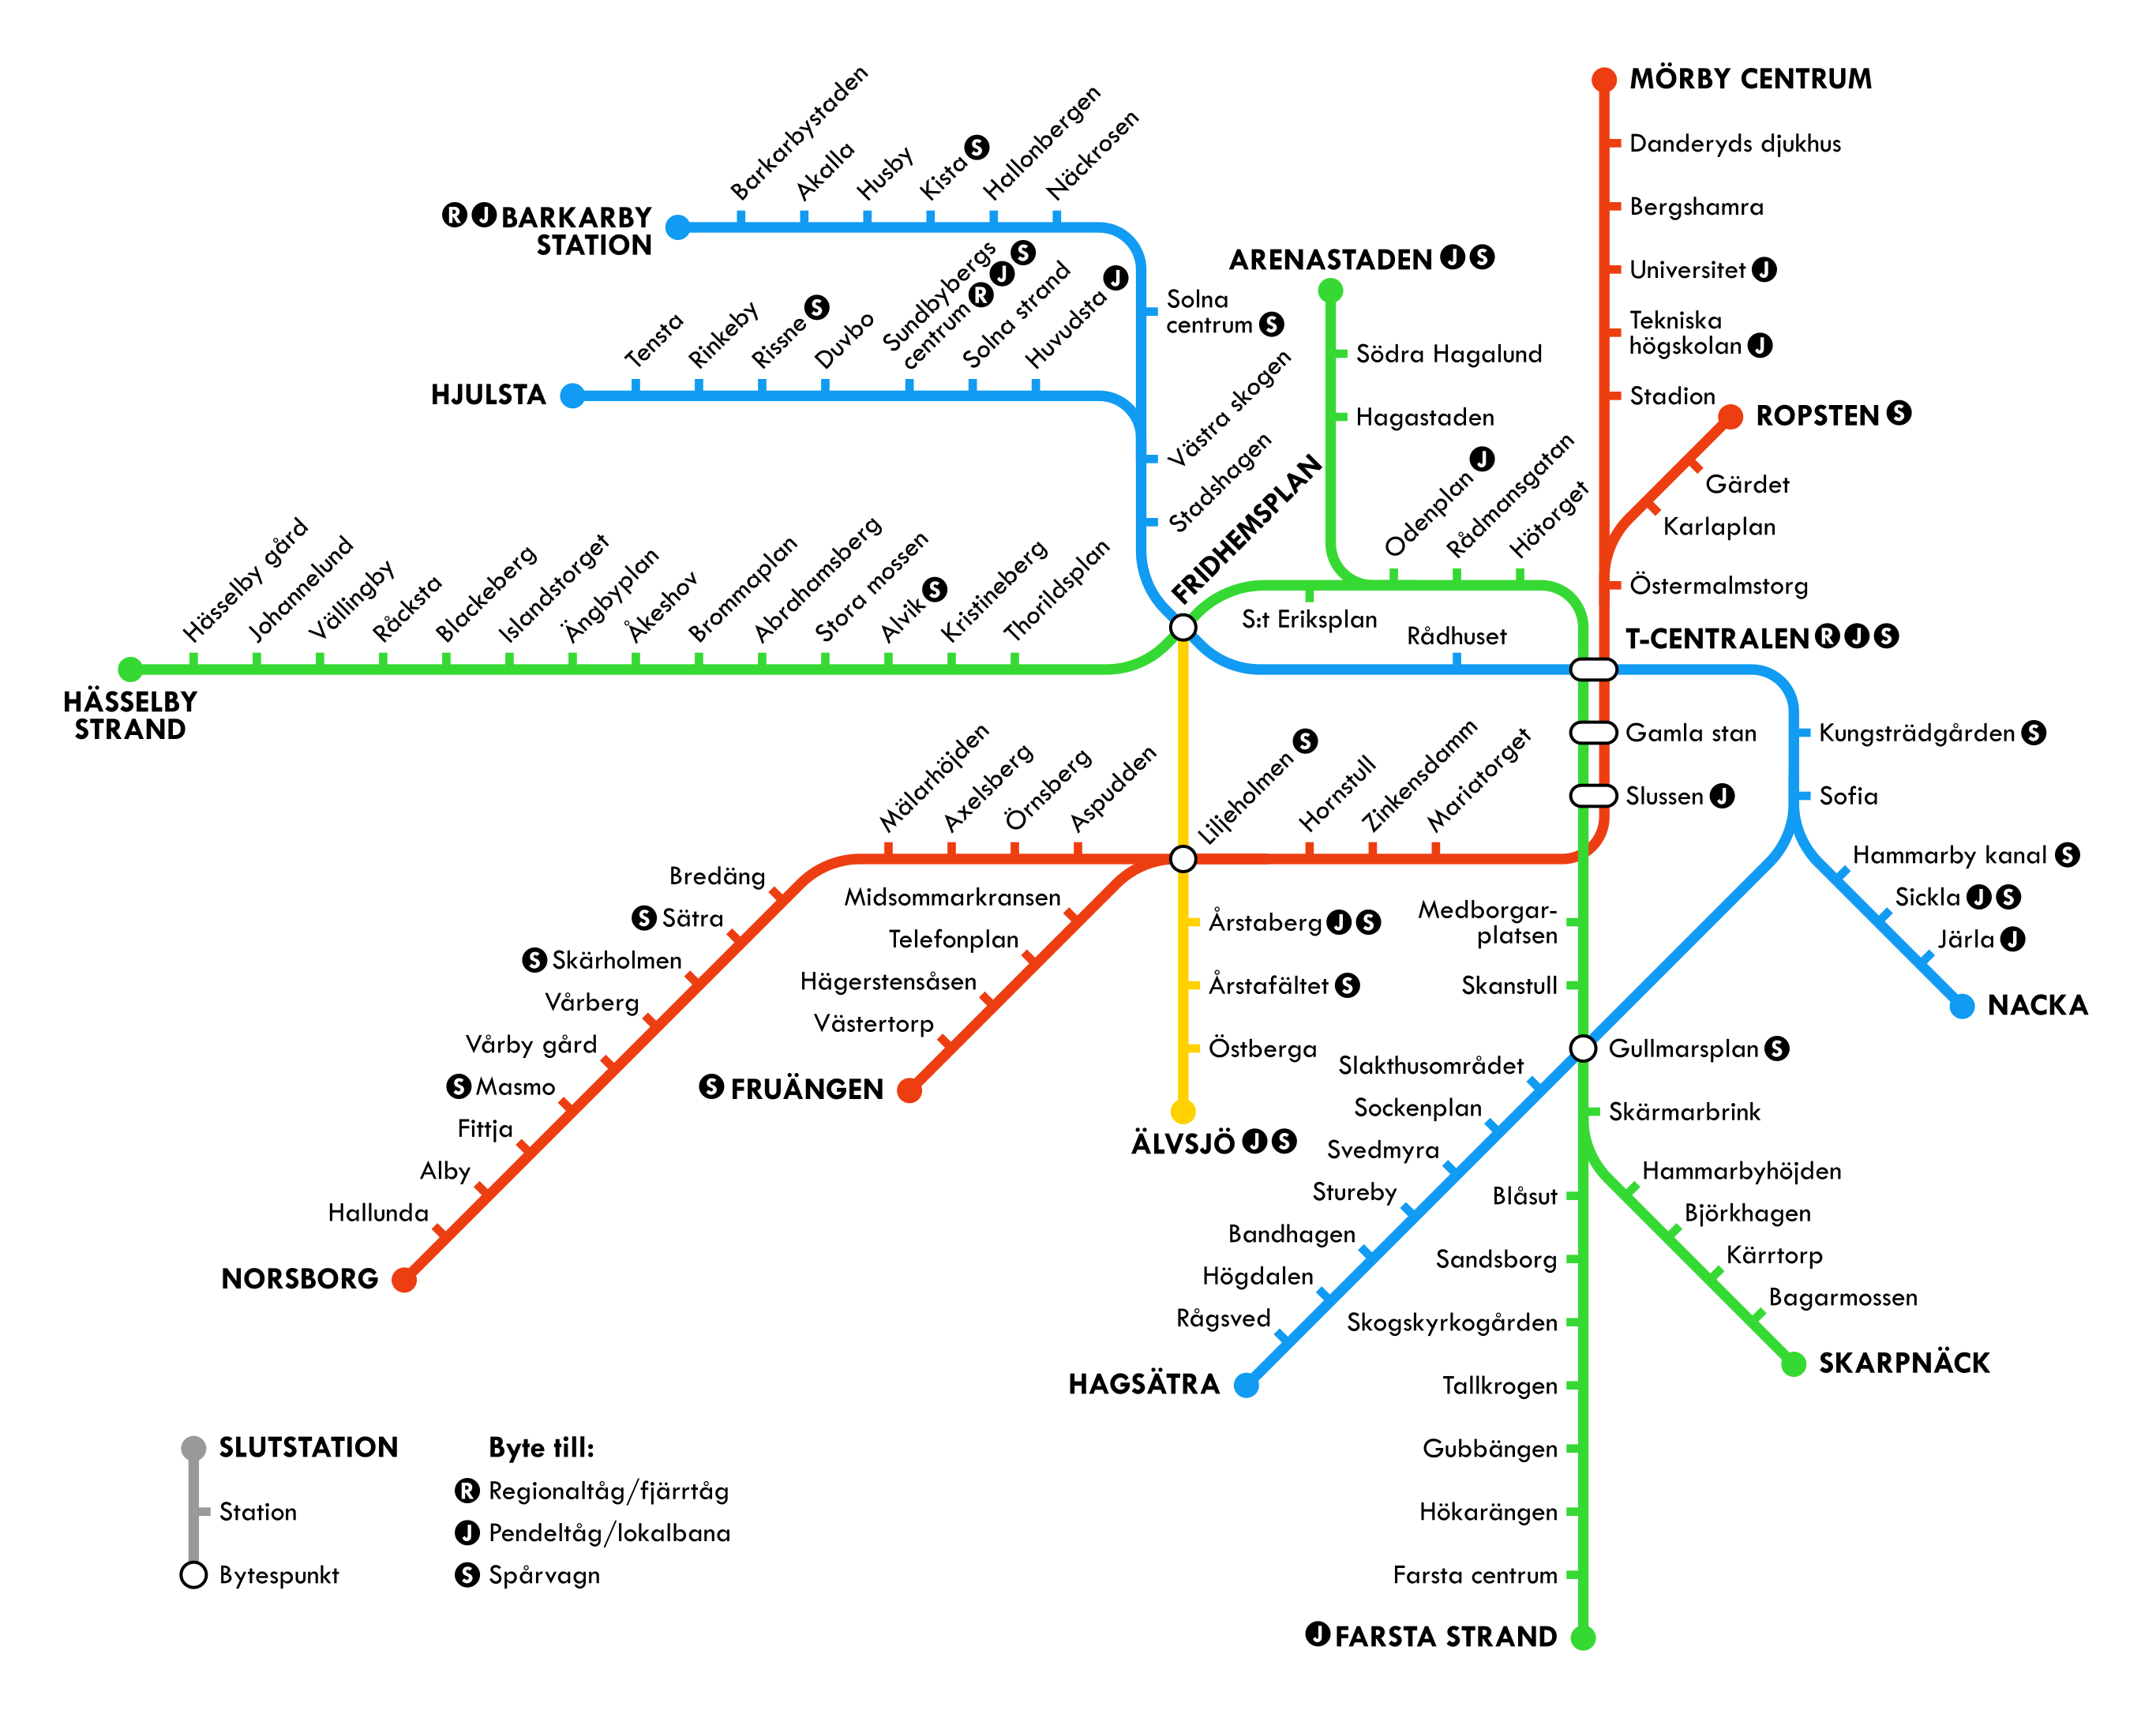 MÖRBY CENTRUM
Danderyds djukhus
Bergshamra
Universitet J
Tekniska
högskolan J
Stadion
ROPSTEN S
Gärdet
Karlaplan
Östermalmstorg
T-CENTRALEN R J S
Gamla stan
Slussen J
Barkarbystaden
Akalla
Husby
Kista S
Hallonbergen
Näckrosen
R J BARKARBY
STATION
Solna
centrum S
Västra skogen
Stadshagen
HJULSTA
Tensta
Rinkeby
Rissne S
Duvbo
Sundbybergs
centrum R J S
Solna strand
Huvudsta J
ARENASTADEN J S
Södra Hagalund
Hagastaden
Odenplan J
Rådmansgatan
Hötorget
FRIDHEMSPLAN
S:t Eriksplan
Rådhuset
Hässelby gård
Johannelund
Vällingby
Råcksta
Blackeberg
Islandstorget
Ängbyplan
Åkeshov
Brommaplan
Abrahamsberg
Stora mossen
Alvik S
Kristineberg
Thorildsplan
HÄSSELBY
STRAND
Kungsträdgården S
Sofia
Hammarby kanal S
Sickla J S
Järla J
NACKA
Mälarhöjden
Axelsberg
Örnsberg
Aspudden
Liljeholmen S
Hornstull
Zinkensdamm
Mariatorget
Bredäng
S Sätra
S Skärholmen
Vårberg
Vårby gård
S Masmo
Fittja
Alby
Hallunda
NORSBORG
Midsommarkransen
Telefonplan
Hägerstensåsen
Västertorp
S FRUÄNGEN
Årstaberg J S
Årstafältet S
Östberga
ÄLVSJÖ J S
Medborgar-
platsen
Skanstull
Gullmarsplan S
Skärmarbrink
Slakthusområdet
Sockenplan
Svedmyra
Stureby
Bandhagen
Högdalen
Rågsved
HAGSÄTRA
Blåsut
Sandsborg
Skogskyrkogården
Tallkrogen
Gubbängen
Hökarängen
Farsta centrum
J FARSTA STRAND
Hammarbyhöjden
Björkhagen
Kärrtorp
Bagarmossen
SKARPNÄCK
SLUTSTATION
Station
Bytespunkt
Byte till:
R Regionaltåg/fjärrtåg
J Pendeltåg/lokalbana
S Spårvagn